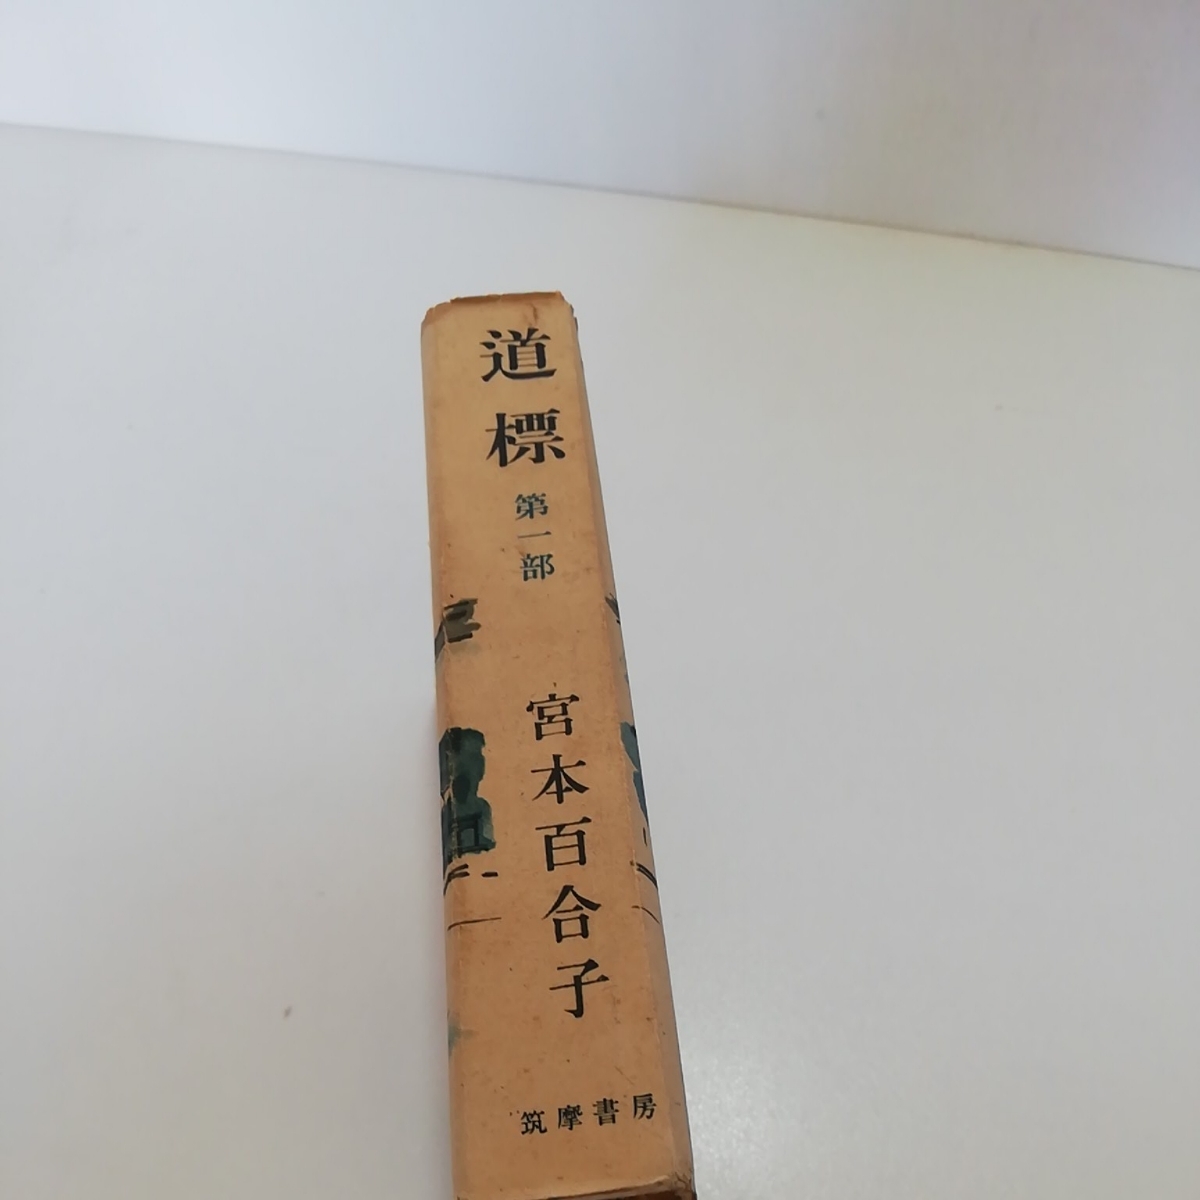 道標
第一部
宮本百合子
筑摩書房